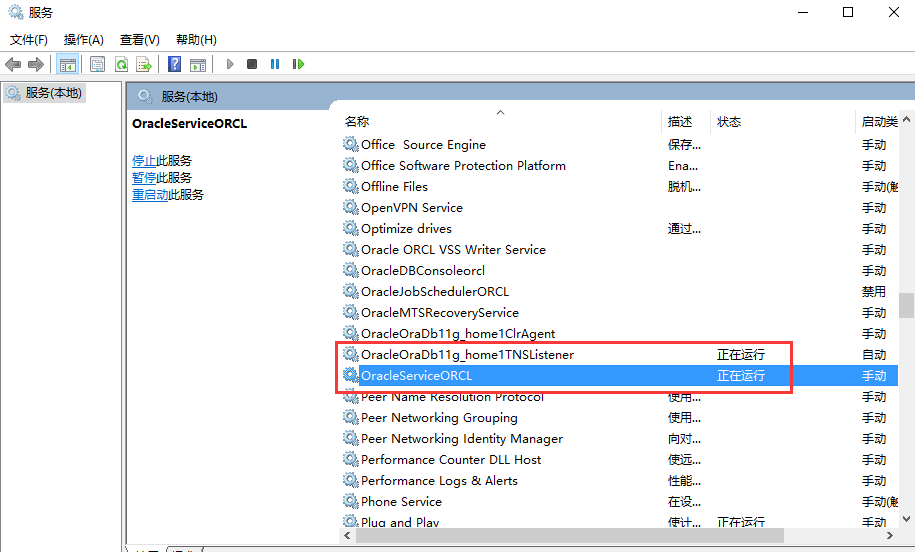 服务
文件(F) 操作(A) 查看(V) 帮助(H)
服务(本地)
服务(本地)
OracleServiceORCL
停止此服务
暂停此服务
重启动此服务
名称 描述 状态 启动类
Office  Source Engine 保存... 手动
Office Software Protection Platform Ena... 手动
Offline Files 脱机... 手动(触
OpenVPN Service 手动
Optimize drives 通过... 手动
Oracle ORCL VSS Writer Service 手动
OracleDBConsoleorcl 手动
OracleJobSchedulerORCL 禁用
OracleMTSRecoveryService 手动
OracleOraDb11g_home1ClrAgent 手动
OracleOraDb11g_home1TNSListener 正在运行 自动
OracleServiceORCL 正在运行 手动
Peer Name Resolution Protocol 使用... 手动
Peer Networking Grouping 使用... 手动
Peer Networking Identity Manager 向对... 手动
Performance Counter DLL Host 使远... 手动
Performance Logs & Alerts 性能... 手动
Phone Service 在设... 手动(触
Plug and Play 使计... 正在运行 手动